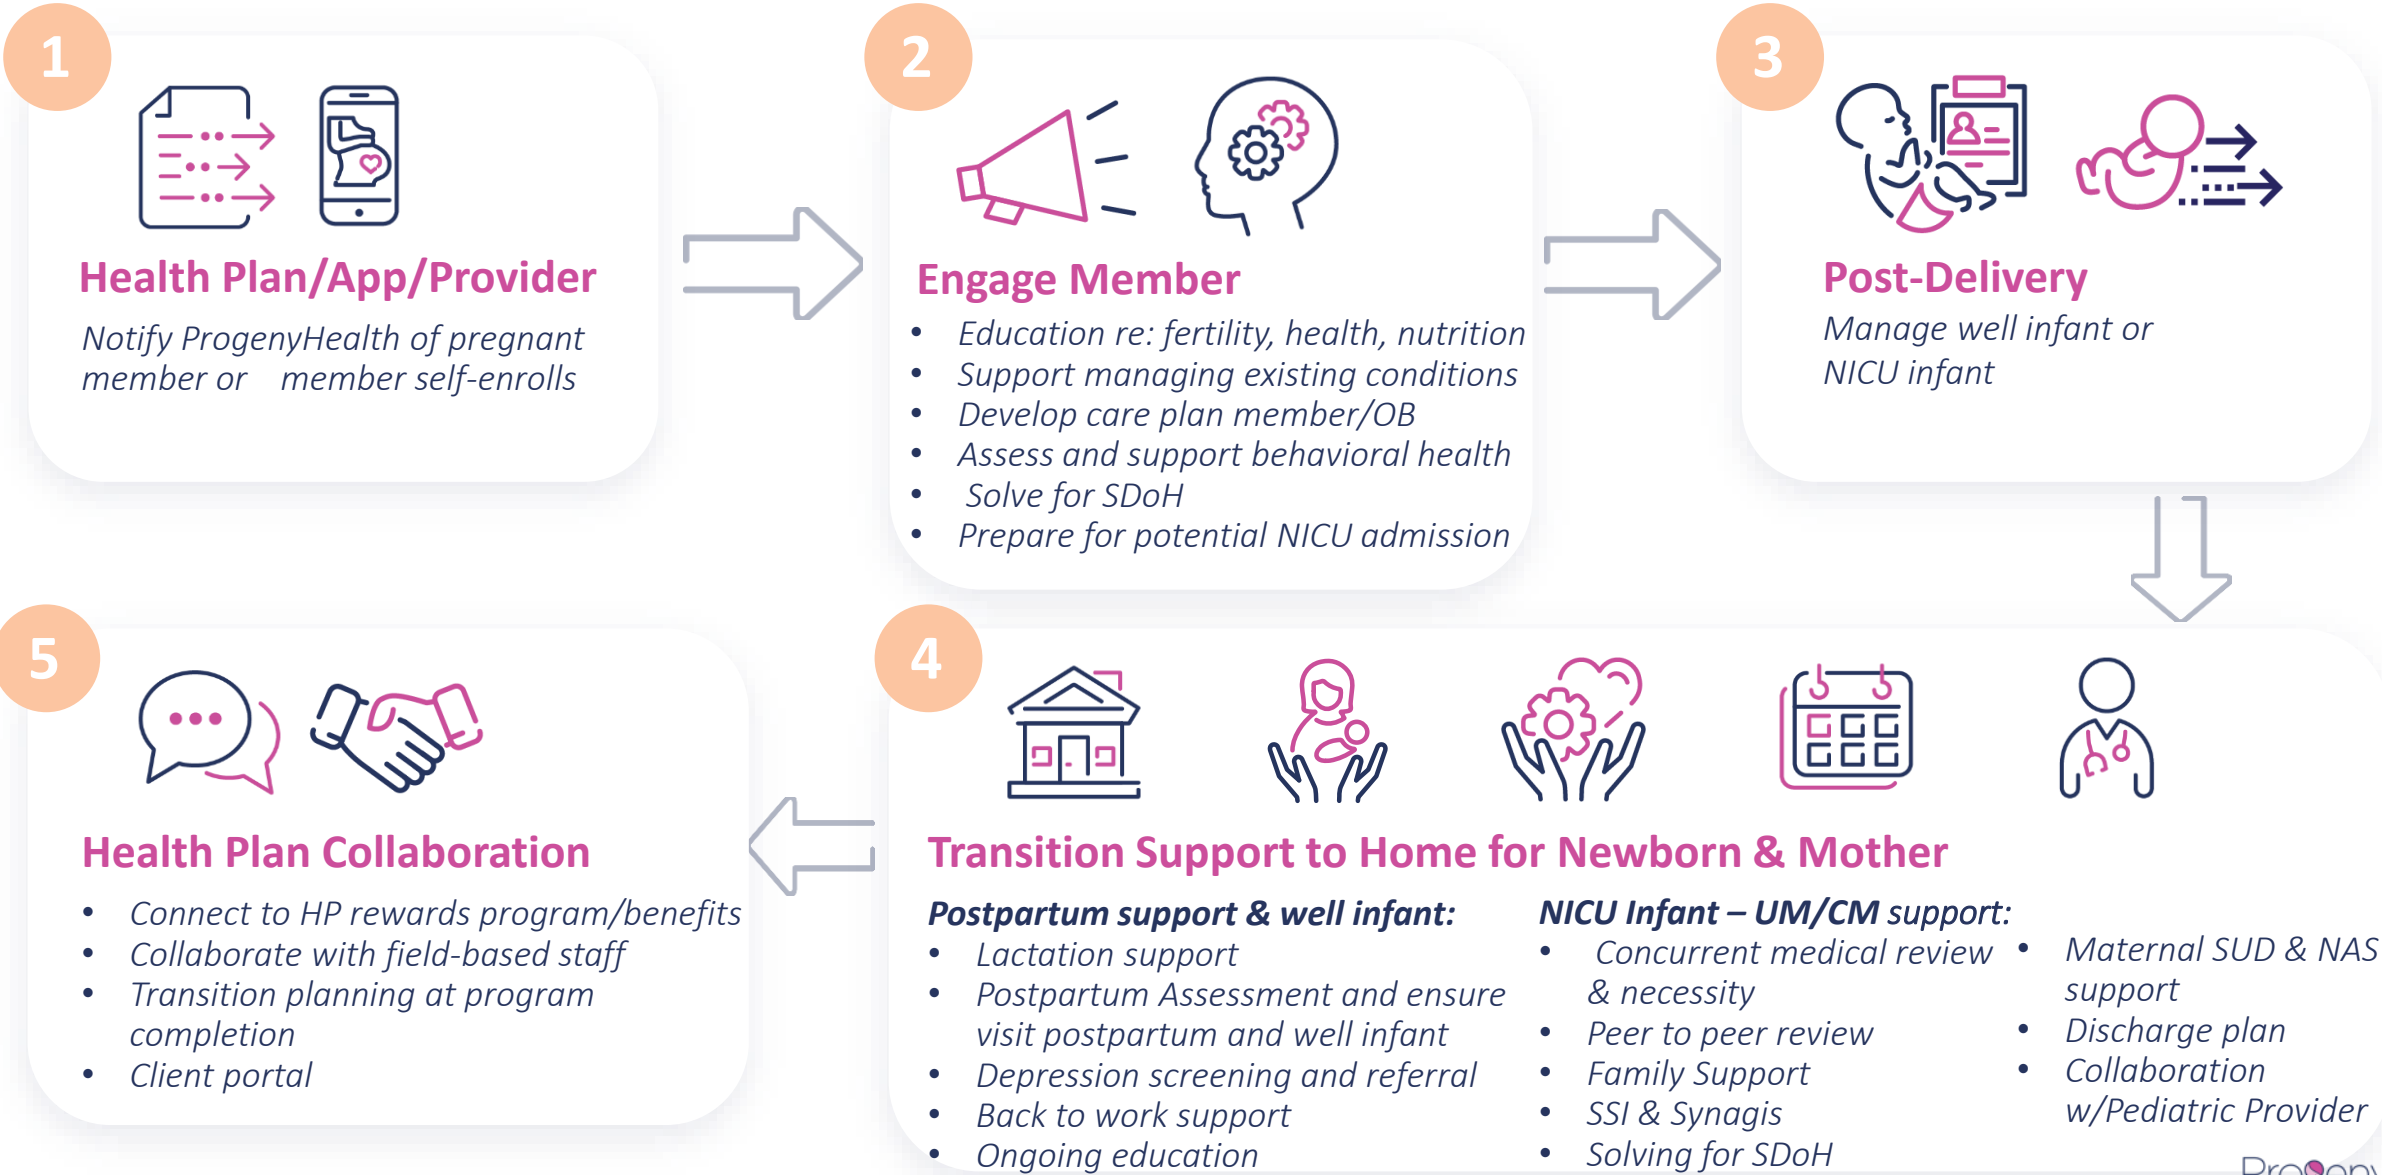 1
Health Plan/App/Provider
Notify ProgenyHealth of pregnant
member or member self-enrolls
2
Engage Member
• Education re: fertility, health, nutrition
• Support managing existing conditions
• Develop care plan member/OB
• Assess and support behavioral health
• Solve for SDoH
• Prepare for potential NICU admission
3
Post-Delivery
Manage well infant or
NICU infant
4
Transition Support to Home for Newborn & Mother
Postpartum support & well infant:
• Lactation support
• Postpartum Assessment and ensure
visit postpartum and well infant
• Depression screening and referral
• Back to work support
• Ongoing education
NICU Infant – UM/CM support:
• Concurrent medical review
& necessity
• Peer to peer review
• Family Support
• SSI & Synagis
• Solving for SDoH
• Maternal SUD & NAS
support
• Discharge plan
• Collaboration
w/Pediatric Provider
5
Health Plan Collaboration
• Connect to HP rewards program/benefits
• Collaborate with field-based staff
• Transition planning at program
completion
• Client portal